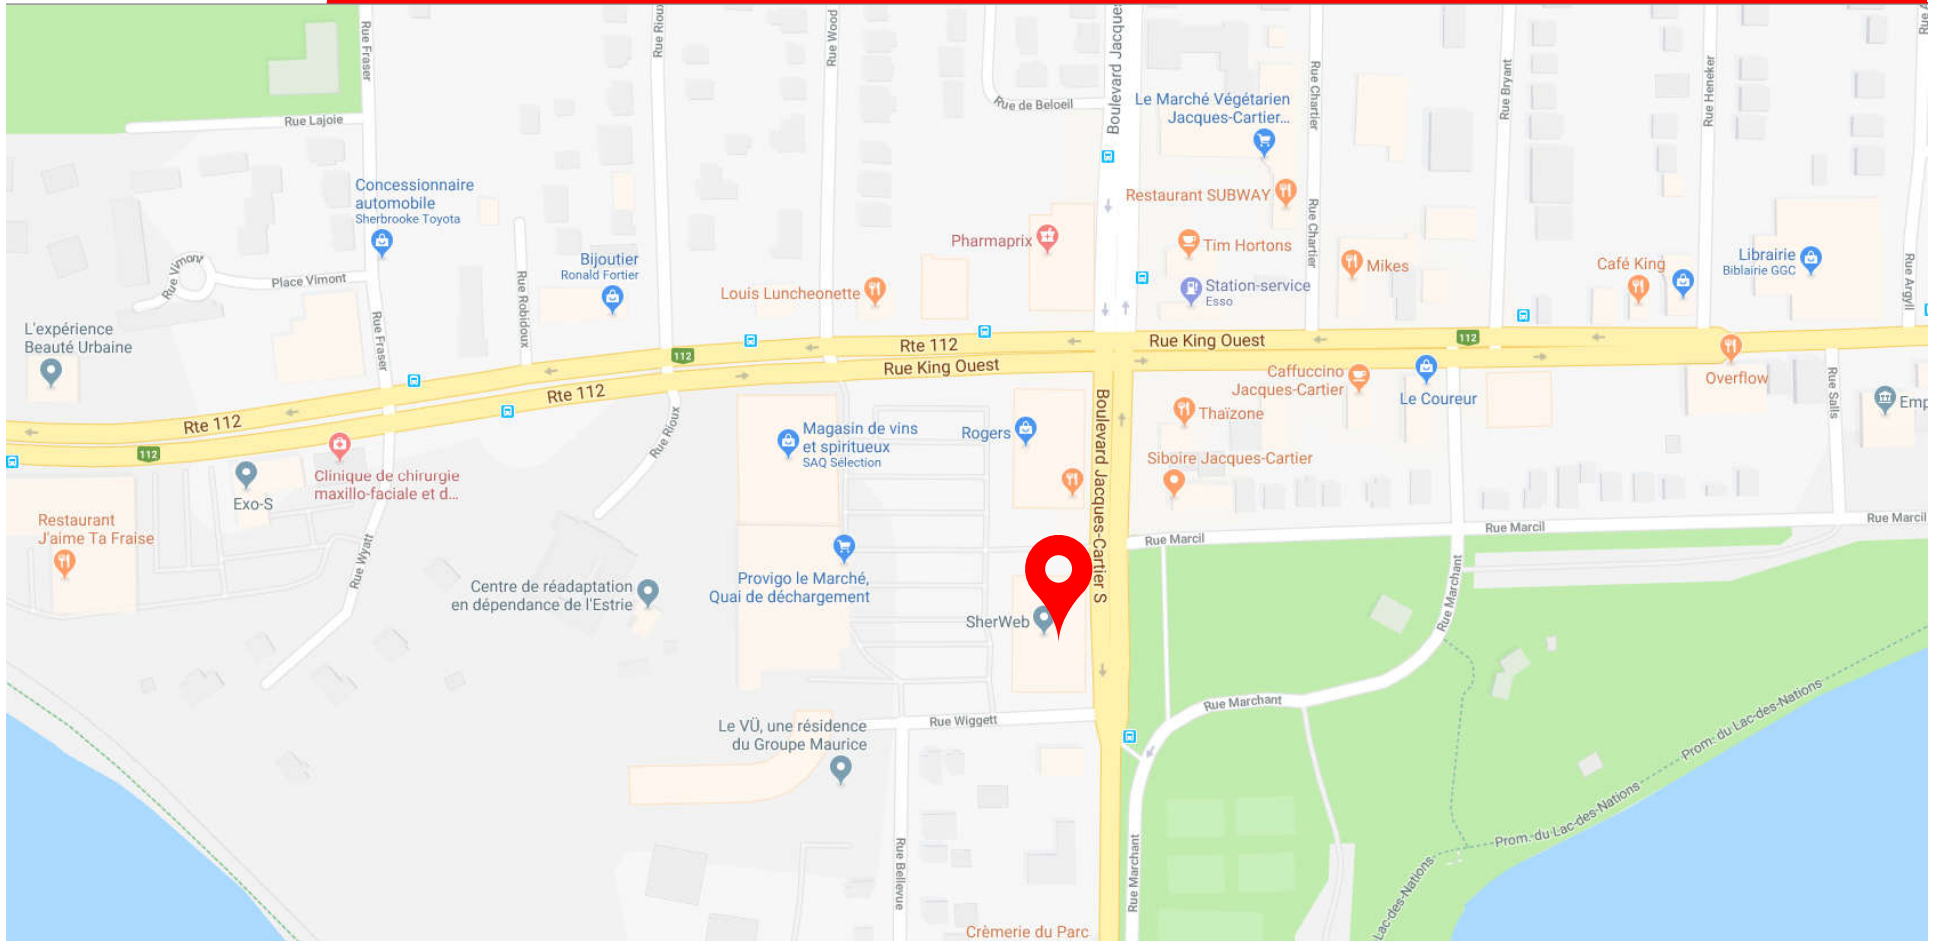 Rue Fraser
Rue Rioux
Rue Wood
Boulevard Jacques
Rue Chartier
Rue Bryant
Rue Heneker
Rue Lajoie
Rue de Beloeil
Le Marché Végétarien
Jacques-Cartier...
Concessionnaire
automobile
Sherbrooke Toyota
Restaurant SUBWAY
Rue Chartier
Pharmaprix
Tim Hortons
Bijoutier
Ronald Fortier
Mikes
Café King
Librairie
Biblairie GGC
Rue Vimont
Place Vimont
Rue Robidoux
Louis Luncheonette
Station-service
Esso
Rue Argyll
L'expérience
Beauté Urbaine
Rue Fraser
Rte 112
Rue King Ouest
112
112
Rue King Ouest
Rte 112
Caffuccino
Jacques-Cartier
Overflow
Le Coureur
Rue Salls
Emp
Rte 112
112
Thaïzone
Rue Rioux
Magasin de vins
et spiritueux
SAQ Sélection
Rogers
Boulevard Jacques-Cartier S
Siboire Jacques-Cartier
Clinique de chirurgie
maxillo-faciale et d...
Exo-S
Restaurant
J'aime Ta Fraise
Rue Wyatt
Rue Marcil
Rue Marcil
Rue Marcil
Centre de réadaptation
en dépendance de l'Estrie
Provigo le Marché,
Quai de déchargement
SherWeb
Rue Marchant
Rue Marchant
Rue Wiggett
Le VÜ, une résidence
du Groupe Maurice
Prom. du Lac-des-Nations
Prom. du Lac-des-Nations
Rue Bellevue
Rue Marchant
Lac-des-Nations
Crèmerie du Parc